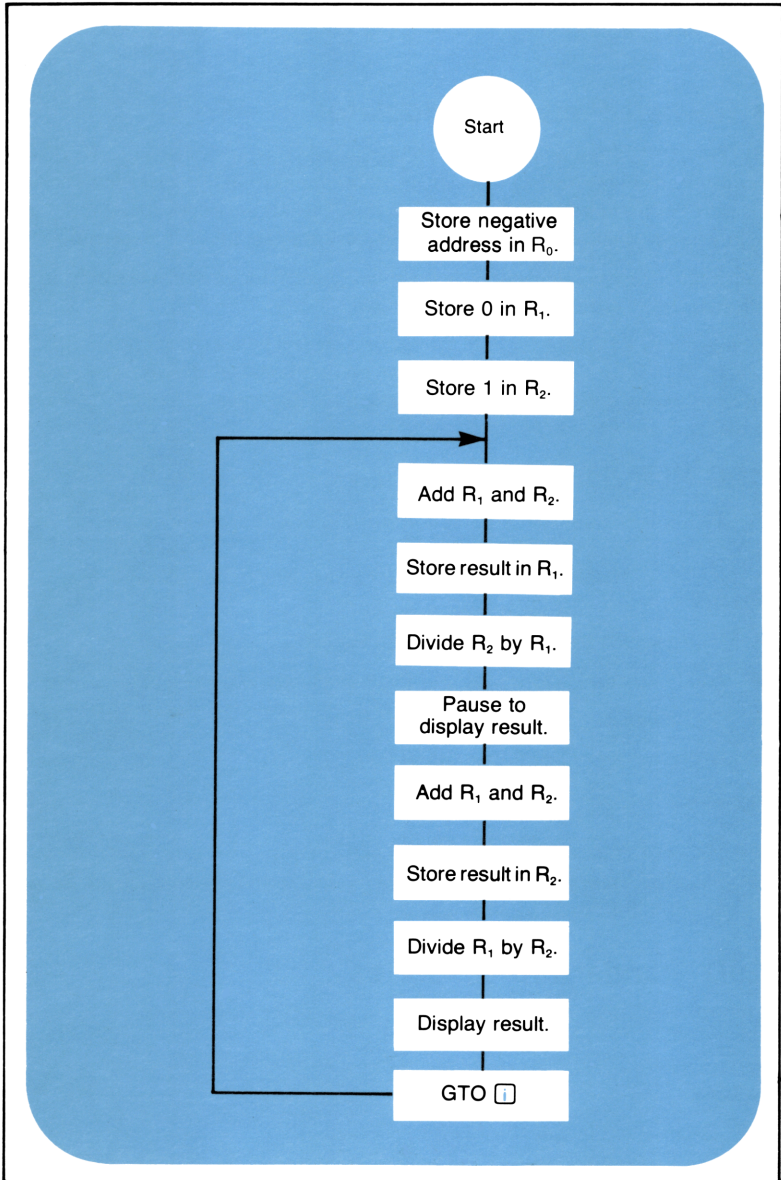 Start
Store negative
address in R₀.
Store 0 in R₁.
Store 1 in R₂.
Add R₁ and R₂.
Store result in R₁.
Divide R₂ by R₁.
Pause to
display result.
Add R₁ and R₂.
Store result in R₂.
Divide R₁ by R₂.
Display result.
GTO i